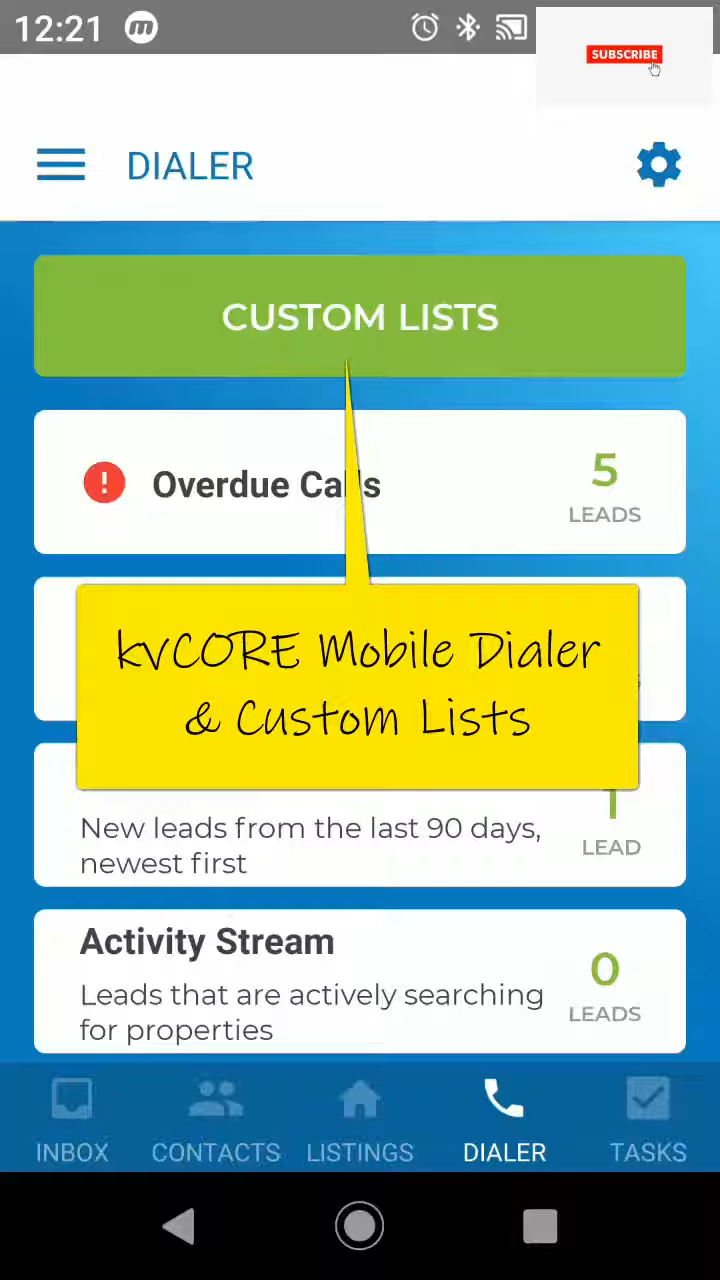 12:21
SUBSCRIBE
DIALER
CUSTOM LISTS
Overdue Calls
5
LEADS
kvCORE Mobile Dialer
& Custom Lists
1
New leads from the last 90 days,
newest first
LEAD
Activity Stream
0
Leads that are actively searching
for properties
LEADS
INBOX CONTACTS LISTINGS DIALER TASKS